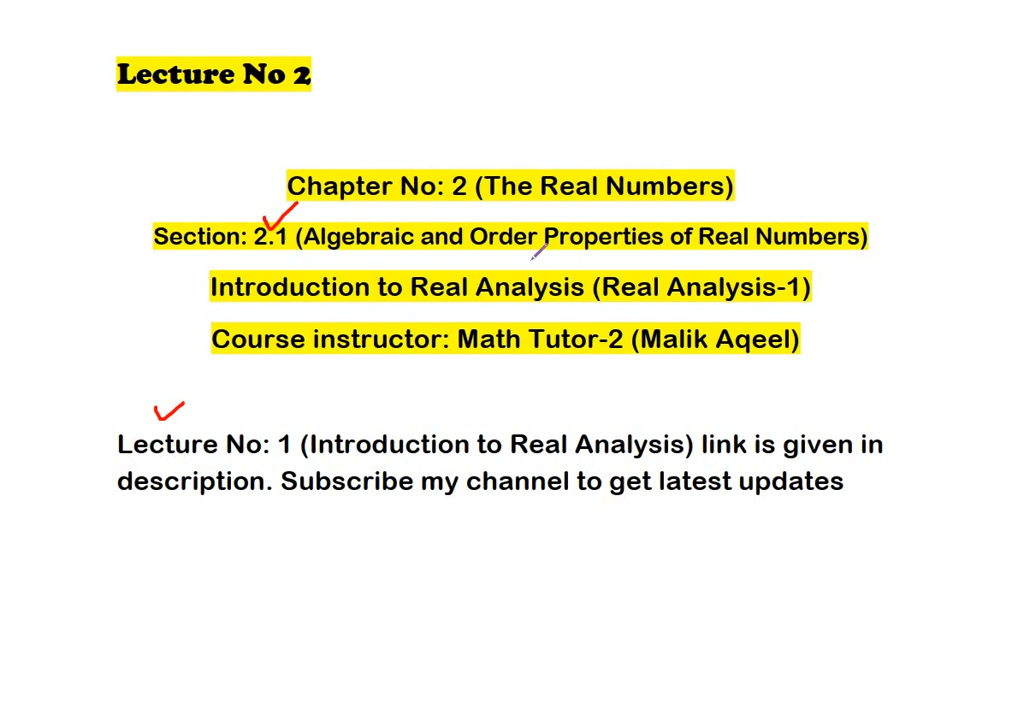 Lecture No 2
Chapter No: 2 (The Real Numbers)
Section: 2.1 (Algebraic and Order Properties of Real Numbers)
Introduction to Real Analysis (Real Analysis-1)
Course instructor: Math Tutor-2 (Malik Aqeel)
Lecture No: 1 (Introduction to Real Analysis) link is given in
description. Subscribe my channel to get latest updates